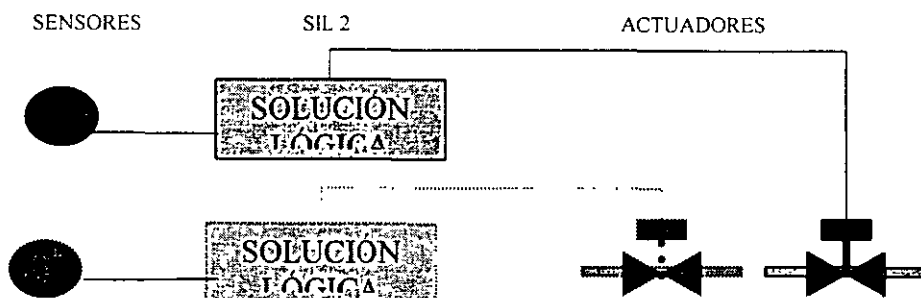 SENSORES SIL 2 ACTUADORES
SOLUCIÓN
LÓGICA
SOLUCIÓN
LÓGICA